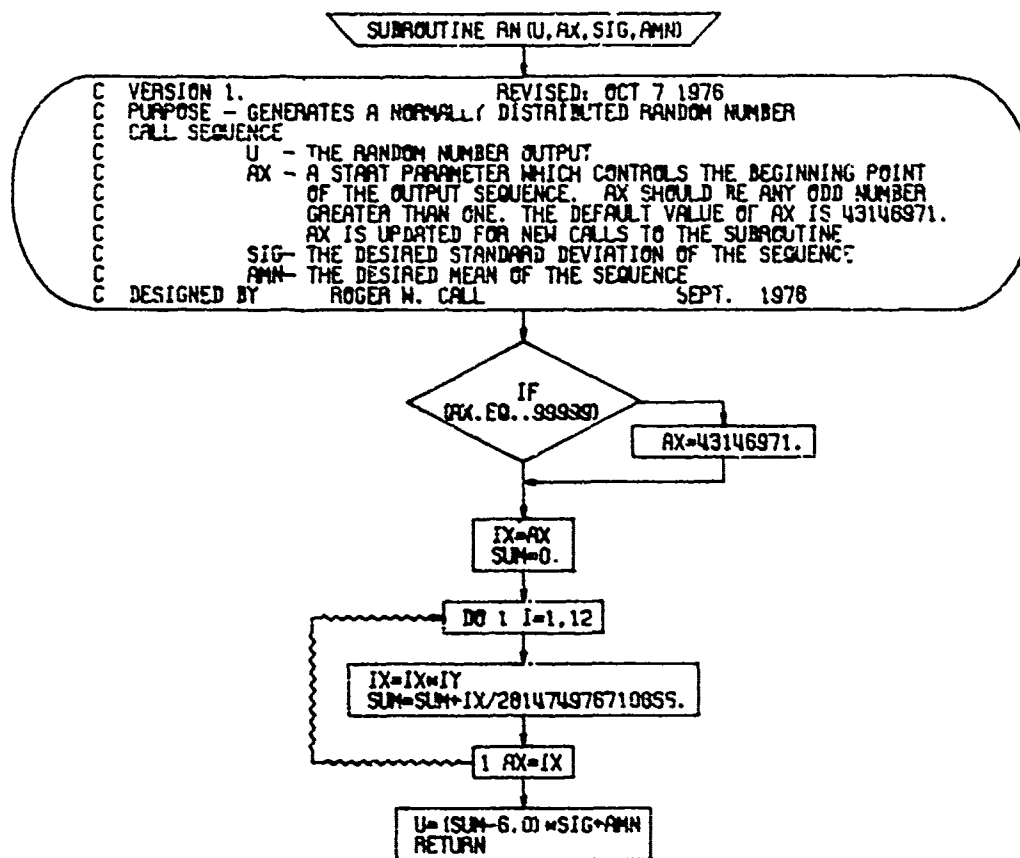 SUBROUTINE RN(U,AX,SIG,AMN)
C VERSION 1. REVISED: OCT 7 1976
C PURPOSE - GENERATES A NORMALLY DISTRIBUTED RANDOM NUMBER
C CALL SEQUENCE
C U - THE RANDOM NUMBER OUTPUT
C AX - A START PARAMETER WHICH CONTROLS THE BEGINNING POINT
C OF THE OUTPUT SEQUENCE. AX SHOULD BE ANY ODD NUMBER
C GREATER THAN ONE. THE DEFAULT VALUE OF AX IS 43146971.
C AX IS UPDATED FOR NEW CALLS TO THE SUBROUTINE
C SIG- THE DESIRED STANDARD DEVIATION OF THE SEQUENCE
C AMN- THE DESIRED MEAN OF THE SEQUENCE
C DESIGNED BY ROGER W. CALL SEPT. 1976
IF
(AX.EQ..99999)
AX=43146971.
IX=AX
SUM=0.
DO 1 I=1,12
IX=IX*IY
SUM=SUM+IX/281474976710655.
1 AX=IX
U=(SUM-6.0)*SIG+AMN
RETURN